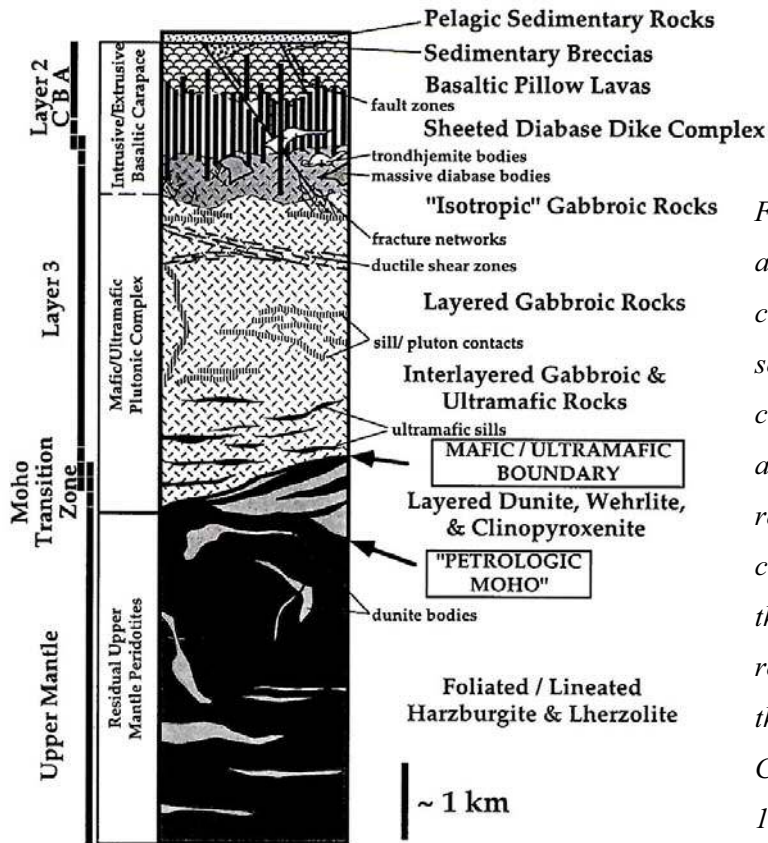 Pelagic Sedimentary Rocks
Sedimentary Breccias
Basaltic Pillow Lavas
fault zones
Sheeted Diabase Dike Complex
trondhjemite bodies
massive diabase bodies
"Isotropic" Gabbroic Rocks
fracture networks
ductile shear zones
Layered Gabbroic Rocks
sill/ pluton contacts
Interlayered Gabbroic &
Ultramafic Rocks
ultramafic sills
MAFIC / ULTRAMAFIC
BOUNDARY
Layered Dunite, Wehrlite,
& Clinopyroxenite
"PETROLOGIC
MOHO"
dunite bodies
Foliated / Lineated
Harzburgite & Lherzolite
~ 1 km
Layer 2
C B A
Layer 3
Moho
Transition
Zone
Upper Mantle
Intrusive/Extrusive
Basaltic Carapace
Mafic/Ultramafic
Plutonic Complex
Residual Upper
Mantle Peridotites